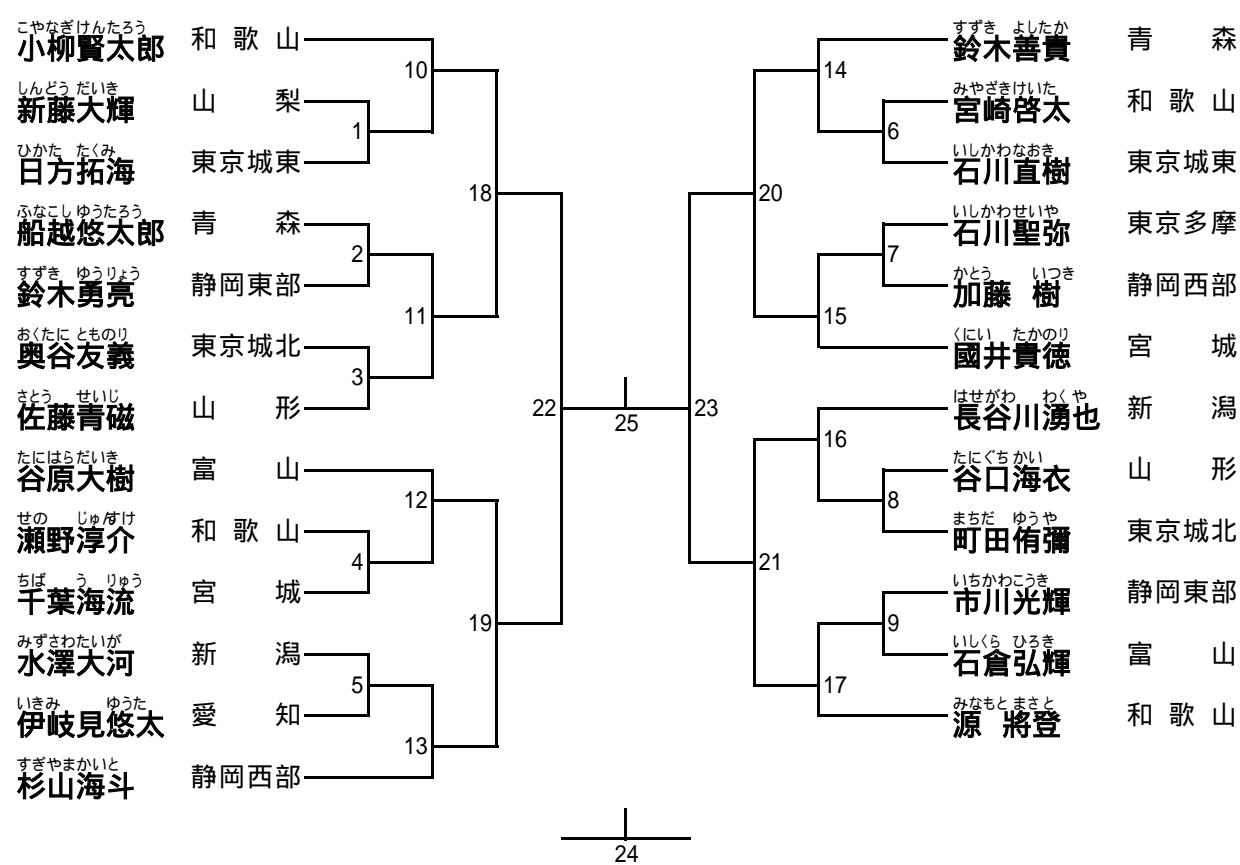 こやなぎけんたろう
小柳賢太郎 和歌山
しんどう だいき
新藤大輝 山梨
ひかた たくみ
日方拓海 東京城東
ふなこし ゆうたろう
船越悠太郎 青森
すずき ゆうりょう
鈴木勇亮 静岡東部
おくたに とものり
奥谷友義 東京城北
さとう せいじ
佐藤青磁 山形
たにはらだいき
谷原大樹 富山
せの じゅんすけ
瀬野淳介 和歌山
ちば う りゅう
千葉海流 宮城
みずさわたいが
水澤大河 新潟
いきみ ゆうた
伊岐見悠太 愛知
すぎやまかいと
杉山海斗 静岡西部
10
1
18
2
11
3
22
12
4
19
5
13
25
24
23
14
6
20
7
15
16
8
21
9
17
すずき よしたか
鈴木善貴 青森
みやざきけいた
宮崎啓太 和歌山
いしかわなおき
石川直樹 東京城東
いしかわせいや
石川聖弥 東京多摩
かとう いつき
加藤 樹 静岡西部
くにい たかのり
國井貴徳 宮城
はせがわ わくや
長谷川湧也 新潟
たにぐち かい
谷口海衣 山形
まちだ ゆうや
町田侑彌 東京城北
いちかわこうき
市川光輝 静岡東部
いしくら ひろき
石倉弘輝 富山
みなもと まさと
源 將登 和歌山